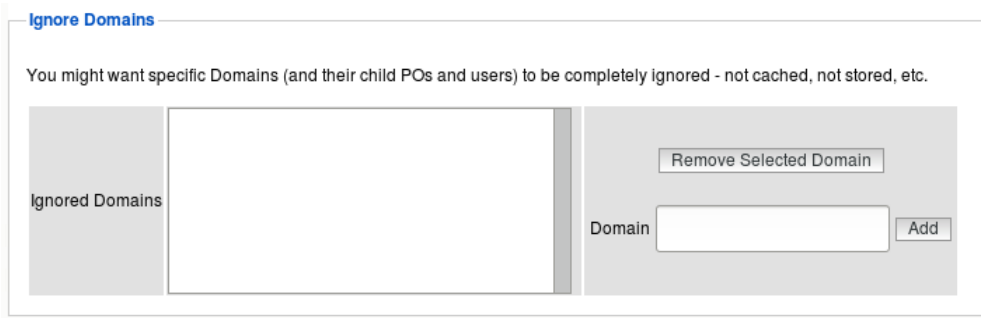 Ignore Domains
You might want specific Domains (and their child POs and users) to be completely ignored - not cached, not stored, etc.
Ignored Domains
Remove Selected Domain
Domain
Add